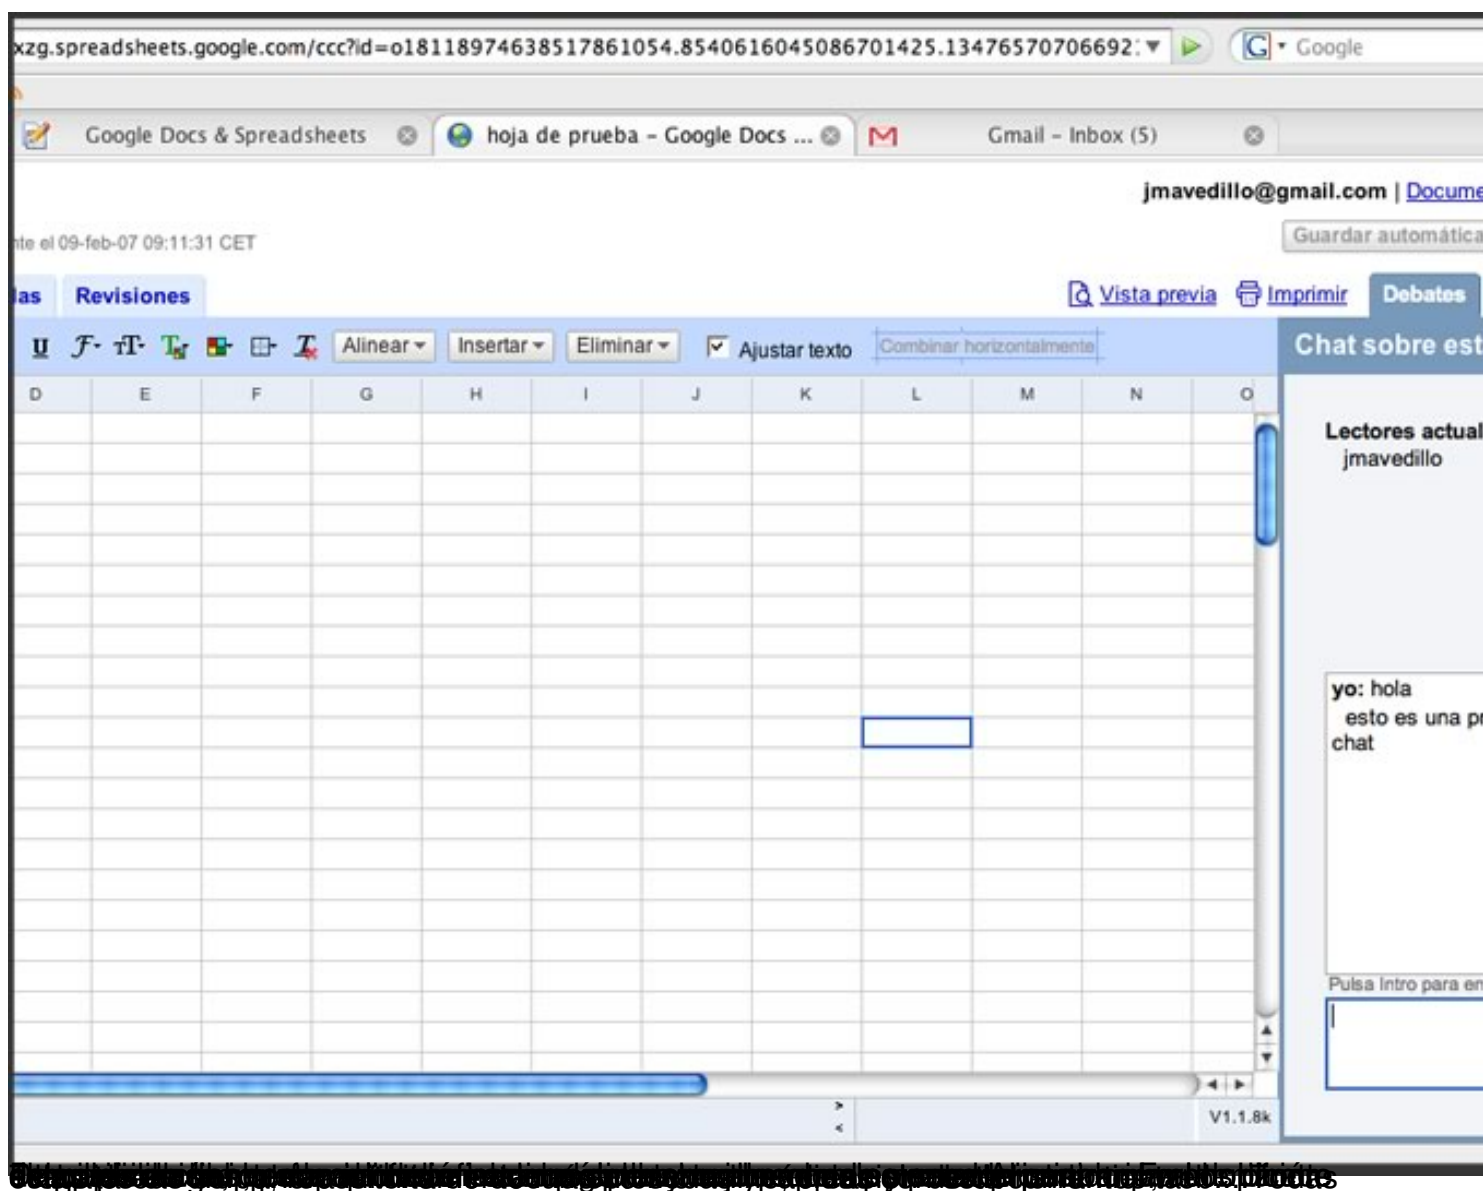 xzg.spreadsheets.google.com/ccc?id=o18118974638517861054.8540616045086701425.13476570706692 Google
Google Docs & Spreadsheets hoja de prueba – Google Docs ... Gmail – Inbox (5)
jmavedillo@gmail.com | Docume
nte el 09-feb-07 09:11:31 CET Guardar automática
las Revisiones Vista previa Imprimir Debates
U Alinear Insertar Eliminar Ajustar texto Combinar horizontalmente Chat sobre est
D E F G H I J K L M N O
Lectores actual
jmavedillo
yo: hola
esto es una pr
chat
Pulsa Intro para en
V1.1.8k